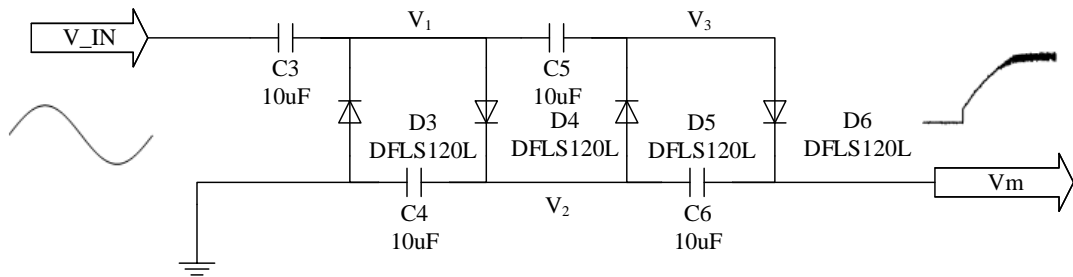 V_IN
V1
V3
C3
10uF
C5
10uF
D3
DFLS120L
D4
DFLS120L
D5
DFLS120L
D6
DFLS120L
C4
10uF
V2
C6
10uF
Vm